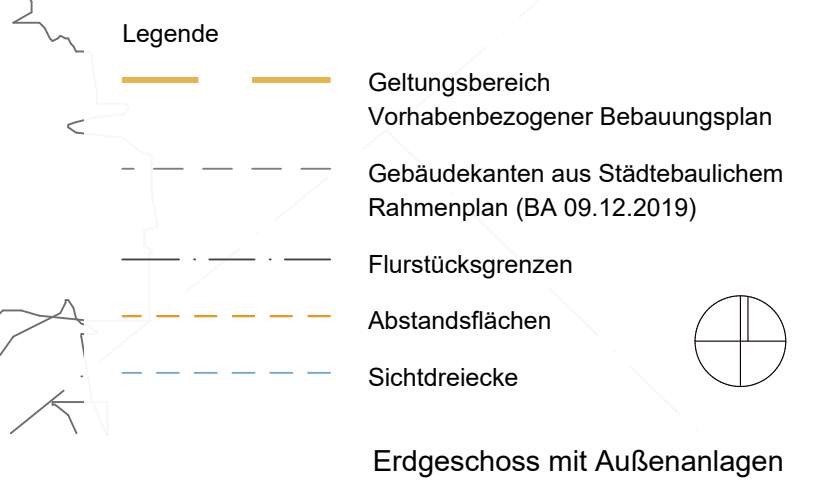 Legende
Geltungsbereich
Vorhabenbezogener Bebauungsplan
Gebäudekanten aus Städtebaulichem
Rahmenplan (BA 09.12.2019)
Flurstücksgrenzen
Abstandsflächen
Sichtdreiecke
Erdgeschoss mit Außenanlagen